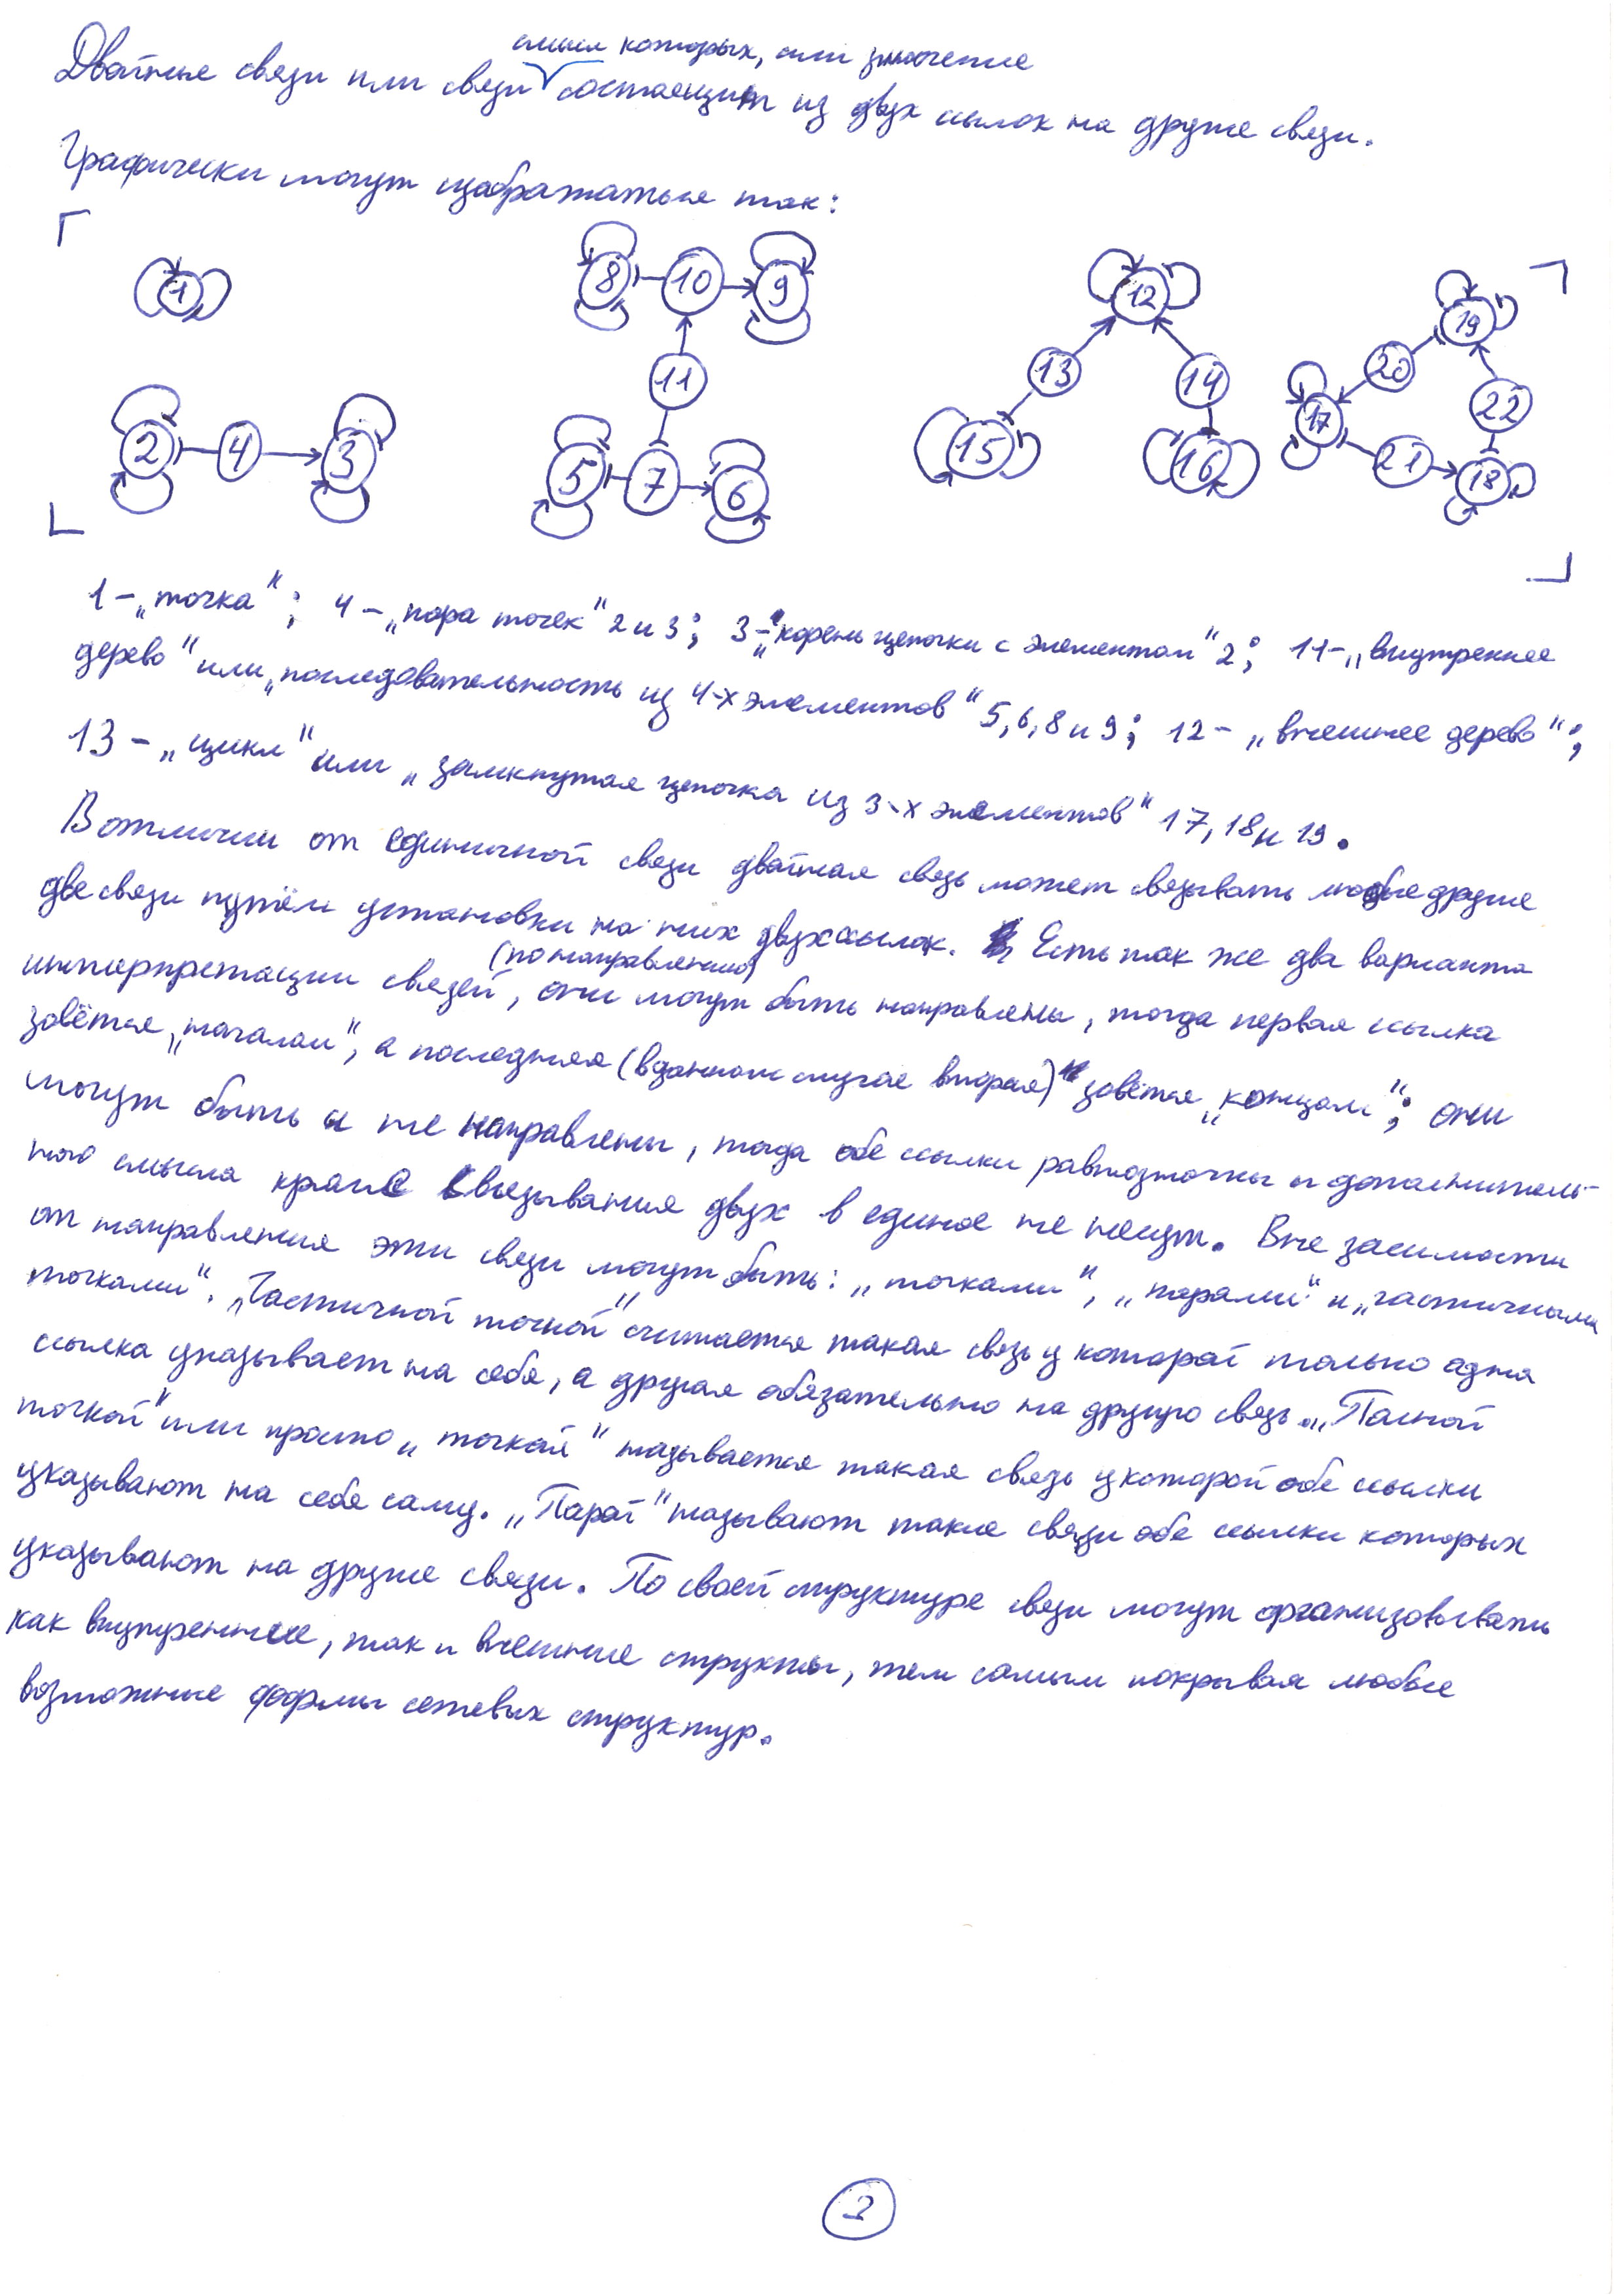 смысл которых, или значение
Двойные связи или связи состоящит из двух ссылок на другие связи.
Графически могут изображаться так:
8 10 9
1 12 19
11 13 14 20 22
17
2 4 3 5 7 6 15 16 21 18
1 – „точка“; 4 – „пара точек“ 2 и 3; 3 – „корень цепочки с элементом“ 2; 11 – „внутреннее
дерево“ или „последовательность из 4-х элементов“ 5, 6, 8 и 9; 12 – „внешнее дерево“;
13 – „цикл“ или „замкнутая цепочка из 3-х элементов“ 17, 18 и 19.
В отличии от единичной связи двойная связь может связывать любые другие
две связи путём установки на них двух ссылок. Есть так же два варианта
(по направлению)
интерпретации связей, они могут быть направлены, тогда первая ссылка
зовётся „началом“, а последняя (в данном случае вторая) зовётся „концом“; они
могут быть и не направлены, тогда обе ссылки равнозначны и дополнитель-
ного смысла кроме связывания двух в единое не несут. Вне засимости
от направления эти связи могут быть: „точками“, „парами“ и „частичными
точками“. „Частичной точкой“ считается такая связь у которой только одна
ссылка указывает на себя, а другая обязательно на другую связь. „Полной
точкой“ или просто „точкой“ называется такая связь у которой обе ссылки
указывают на себя саму. „Парой“ называют такие связи обе ссылки которых
указывают на другие связи. По своей структуре связи могут организовывать
как внутренние, так и внешние структы, тем самым покрывая любые
возможные формы сетевых структур.
2